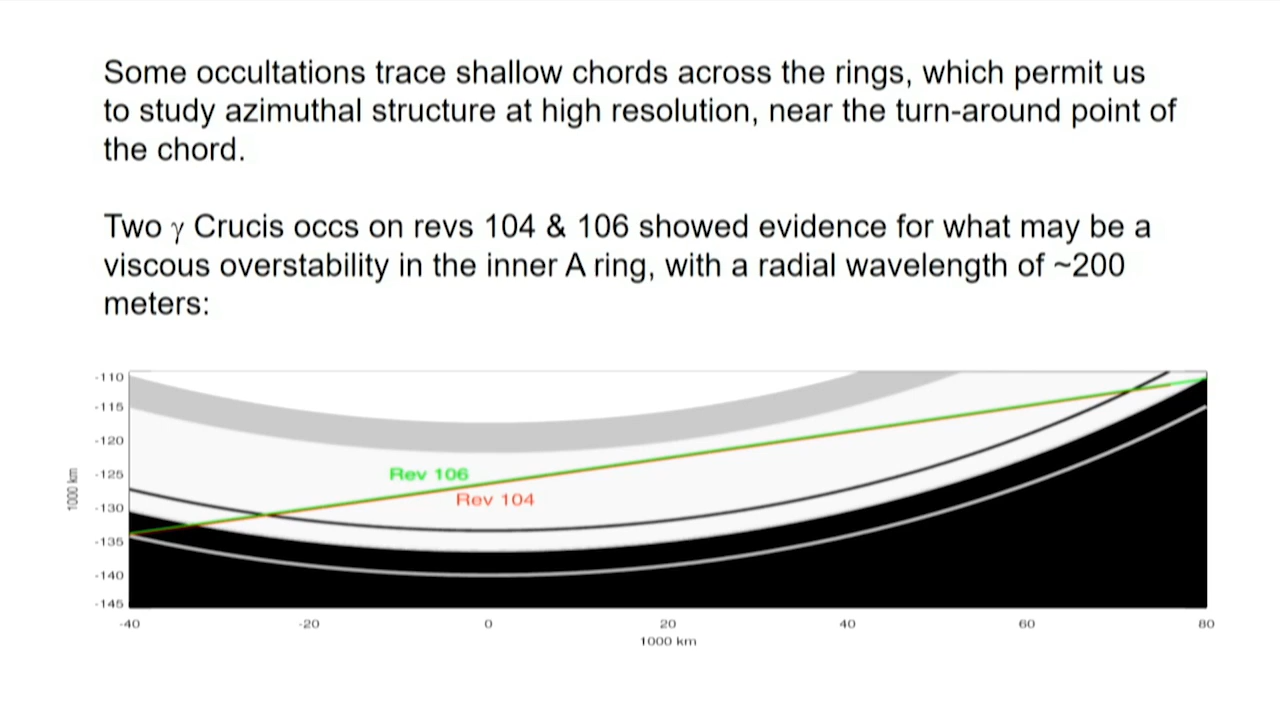 Some occultations trace shallow chords across the rings, which permit us
to study azimuthal structure at high resolution, near the turn-around point of
the chord.
Two γ Crucis occs on revs 104 & 106 showed evidence for what may be a
viscous overstability in the inner A ring, with a radial wavelength of ~200
meters:
-110
-115
-120
-125
-130
-135
-140
-145
1000 km
Rev 106
Rev 104
-40
-20
0
20
40
60
80
1000 km